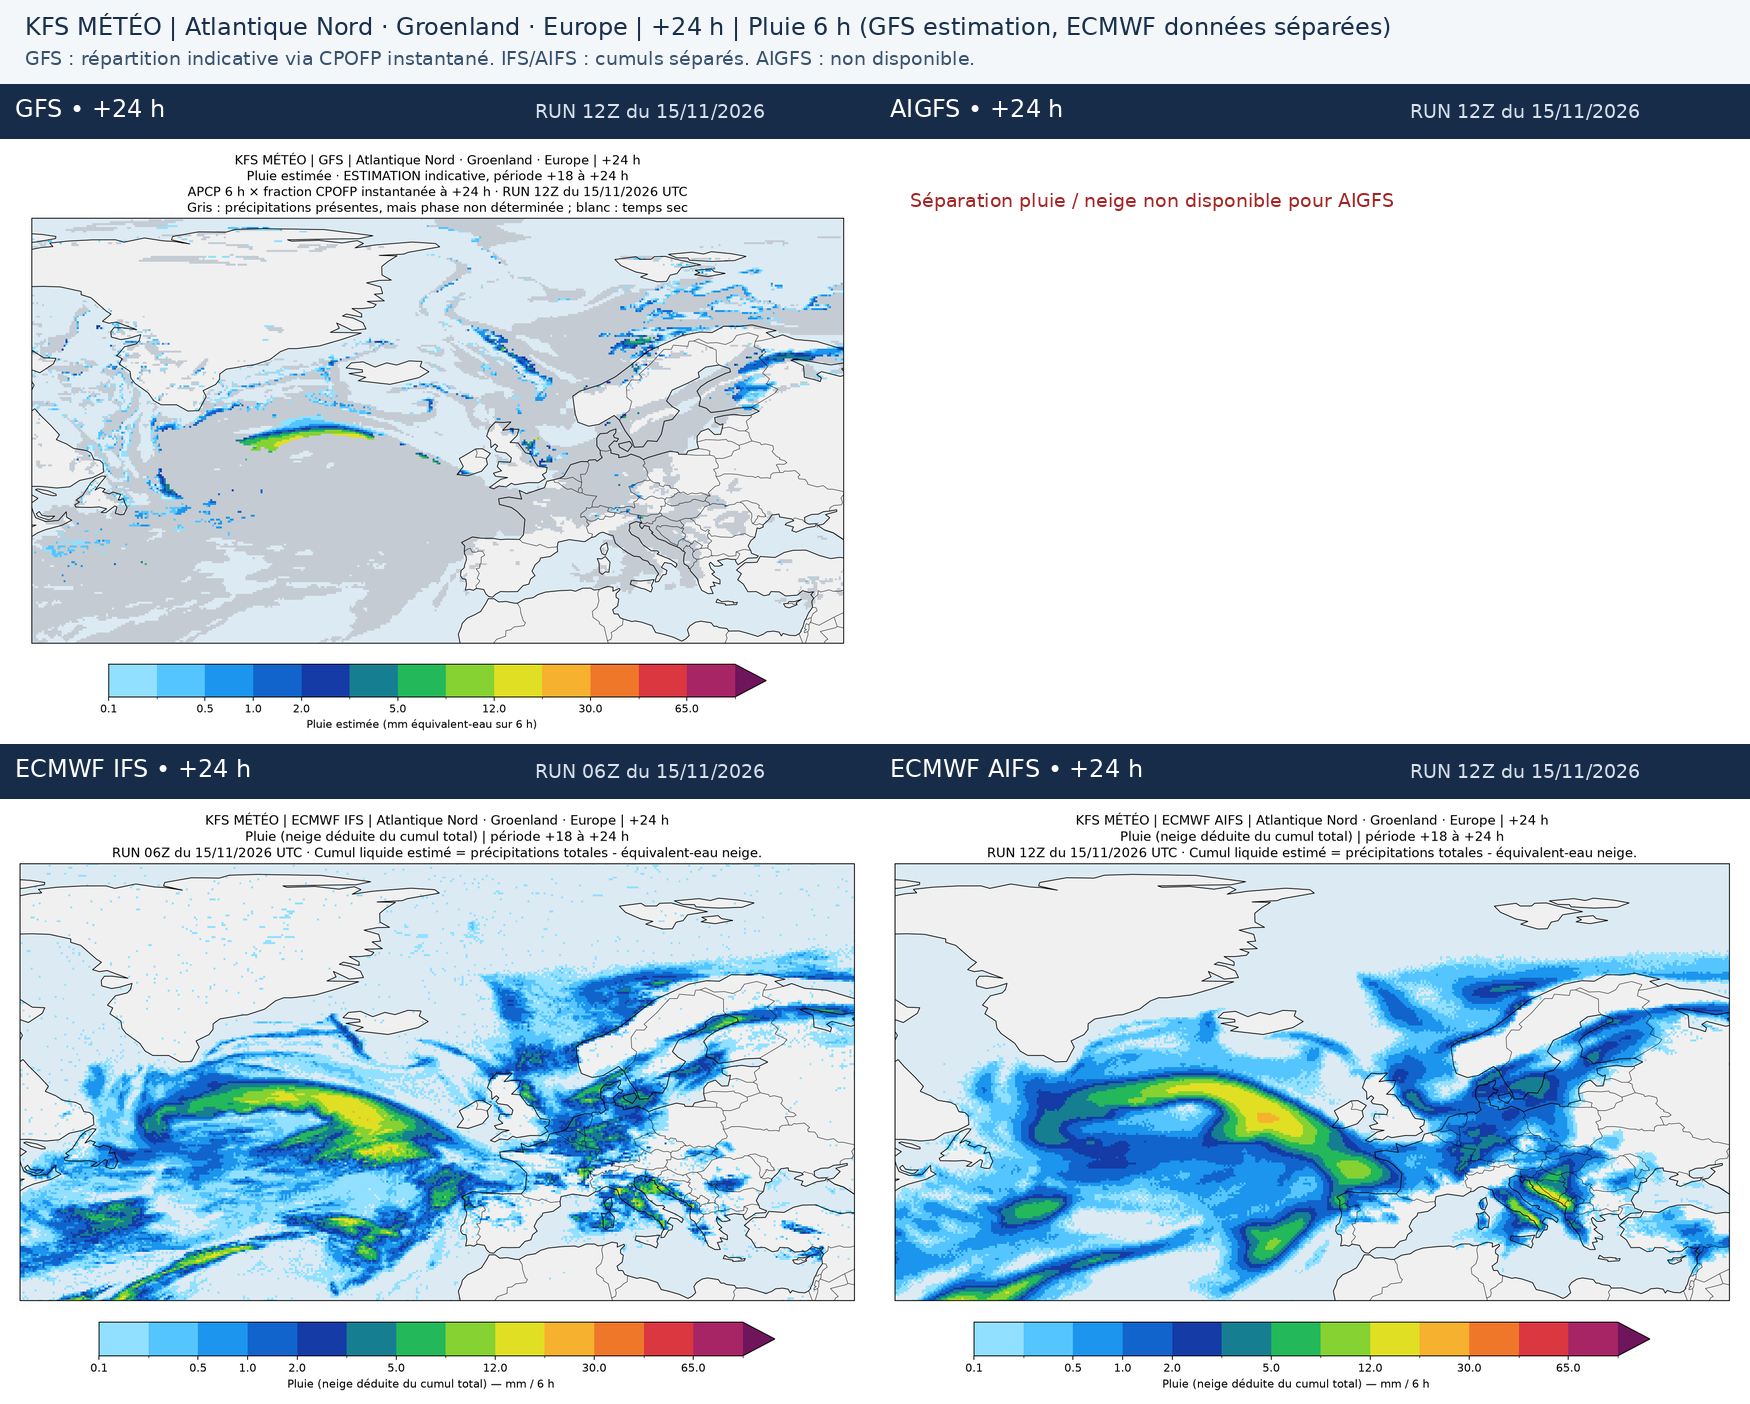 KFS MÉTÉO | Atlantique Nord · Groenland · Europe | +24 h | Pluie 6 h (GFS estimation, ECMWF données séparées)
GFS : répartition indicative via CPOFP instantané. IFS/AIFS : cumuls séparés. AIGFS : non disponible.
GFS • +24 h
RUN 12Z du 15/11/2026
AIGFS • +24 h
RUN 12Z du 15/11/2026
KFS MÉTÉO | GFS | Atlantique Nord · Groenland · Europe | +24 h
Pluie estimée · ESTIMATION indicative, période +18 à +24 h
APCP 6 h × fraction CPOFP instantanée à +24 h · RUN 12Z du 15/11/2026 UTC
Gris : précipitations présentes, mais phase non déterminée ; blanc : temps sec
Séparation pluie / neige non disponible pour AIGFS
0.1 0.5 1.0 2.0 5.0 12.0 30.0 65.0
Pluie estimée (mm équivalent-eau sur 6 h)
ECMWF IFS • +24 h
RUN 06Z du 15/11/2026
ECMWF AIFS • +24 h
RUN 12Z du 15/11/2026
KFS MÉTÉO | ECMWF IFS | Atlantique Nord · Groenland · Europe | +24 h
Pluie (neige déduite du cumul total) | période +18 à +24 h
RUN 06Z du 15/11/2026 UTC · Cumul liquide estimé = précipitations totales - équivalent-eau neige.
KFS MÉTÉO | ECMWF AIFS | Atlantique Nord · Groenland · Europe | +24 h
Pluie (neige déduite du cumul total) | période +18 à +24 h
RUN 12Z du 15/11/2026 UTC · Cumul liquide estimé = précipitations totales - équivalent-eau neige.
0.1 0.5 1.0 2.0 5.0 12.0 30.0 65.0
Pluie (neige déduite du cumul total) — mm / 6 h
0.1 0.5 1.0 2.0 5.0 12.0 30.0 65.0
Pluie (neige déduite du cumul total) — mm / 6 h